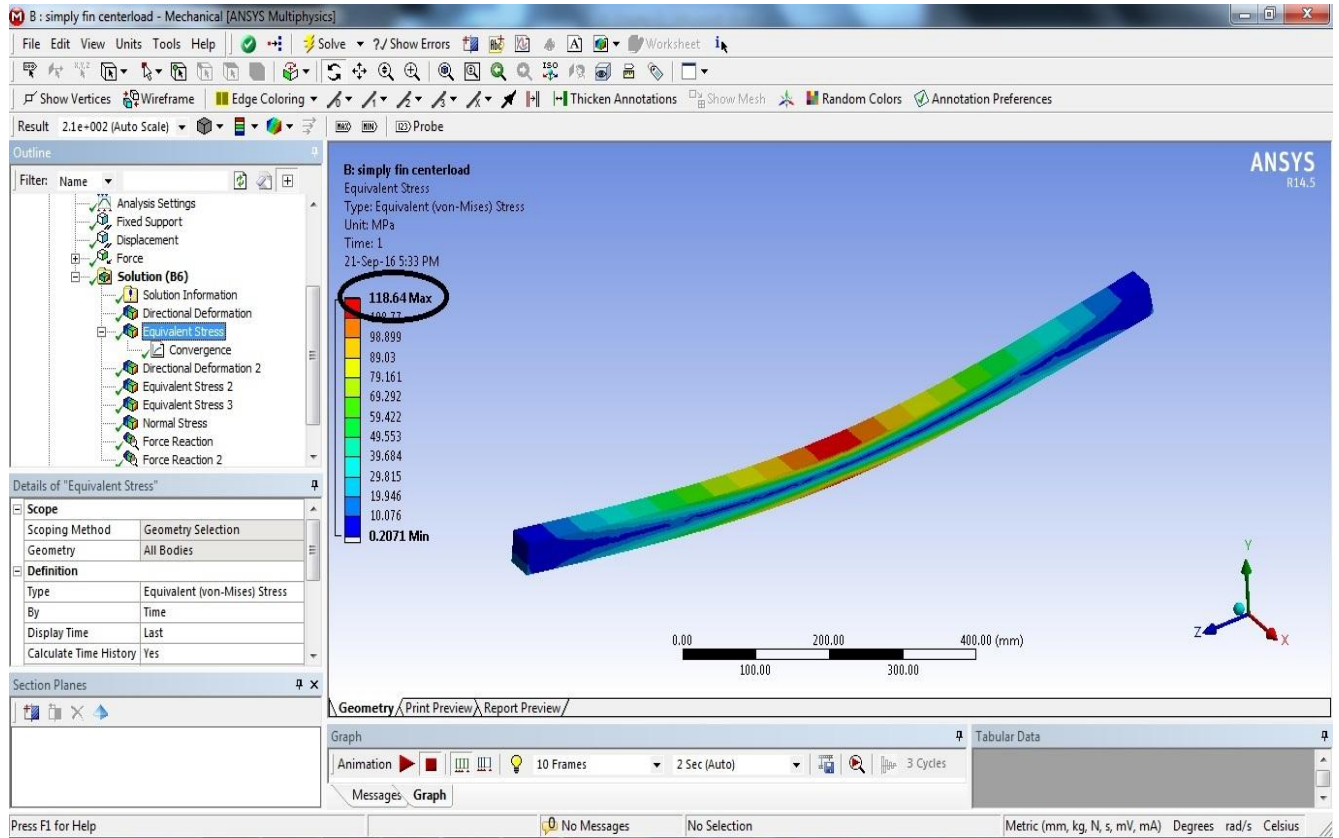 B : simply fin centerload - Mechanical [ANSYS Multiphysics]
File Edit View Units Tools Help Solve ?/ Show Errors A Worksheet
Show Vertices Wireframe Edge Coloring Thicken Annotations Show Mesh Random Colors Annotation Preferences
Result 2.1e+002 (Auto Scale) MAX MIN 123 Probe
Outline
Filter: Name
Analysis Settings
Fixed Support
Displacement
Force
Solution (B6)
Solution Information
Directional Deformation
Equivalent Stress
Convergence
Directional Deformation 2
Equivalent Stress 2
Equivalent Stress 3
Normal Stress
Force Reaction
Force Reaction 2
Details of "Equivalent Stress"
Scope
Scoping Method Geometry Selection
Geometry All Bodies
Definition
Type Equivalent (von-Mises) Stress
By Time
Display Time Last
Calculate Time History Yes
Section Planes
B: simply fin centerload
Equivalent Stress
Type: Equivalent (von-Mises) Stress
Unit: MPa
Time: 1
21-Sep-16 5:33 PM
118.64 Max
108.77
98.899
89.03
79.161
69.292
59.422
49.553
39.684
29.815
19.946
10.076
0.2071 Min
ANSYS
R14.5
Y
Z
X
0.00 200.00 400.00 (mm)
100.00 300.00
Geometry Print Preview Report Preview
Graph
Animation 10 Frames 2 Sec (Auto) 3 Cycles
Messages Graph
Tabular Data
Press F1 for Help No Messages No Selection Metric (mm, kg, N, s, mV, mA) Degrees rad/s Celsius